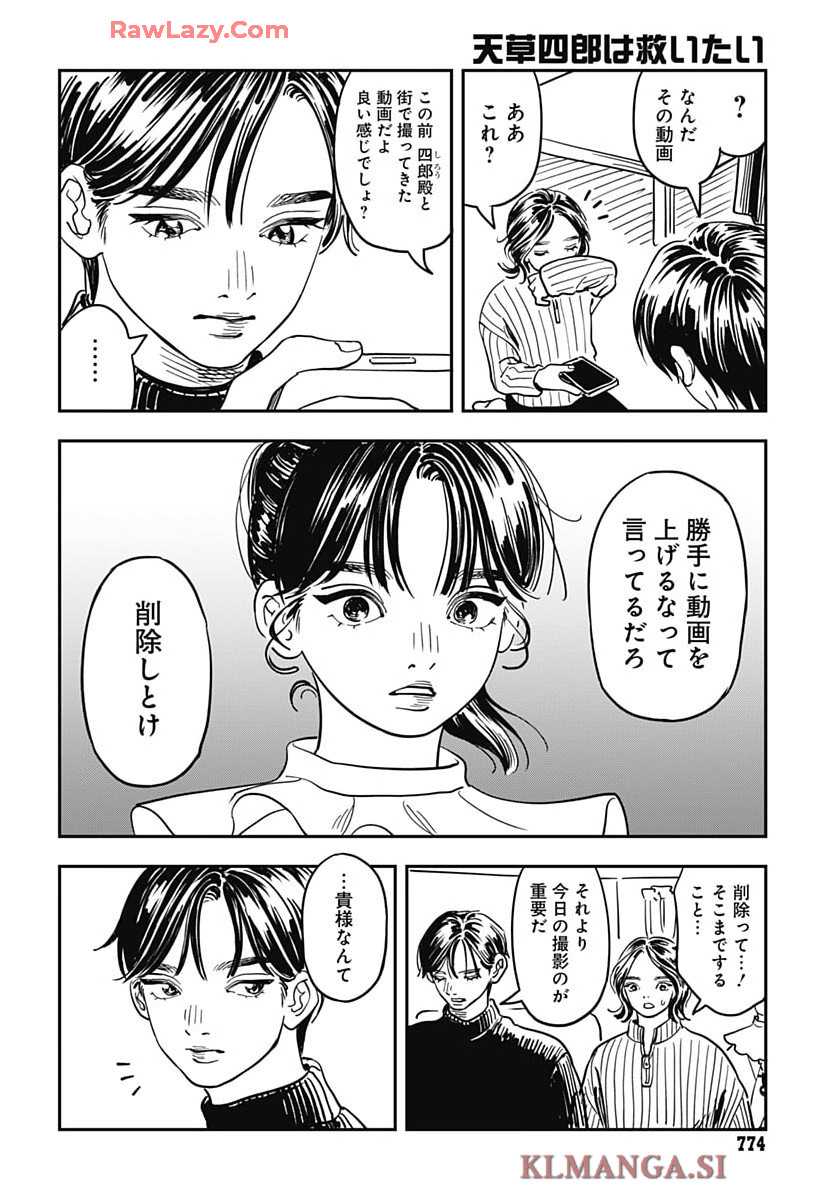 RawLazy.Com
天草四郎は救いたい
?
なんだ
その動画
ああ
これ?
この前 四郎殿と
しろう
街で撮ってきた
動画だよ
良い感じでしょ?
……
勝手に動画を
上げるなって
言ってるだろ
削除しとけ
削除って…!
そこまでする
こと…
それより
今日の撮影のが
重要だ
…貴様なんて
774
KLMANGA.SI